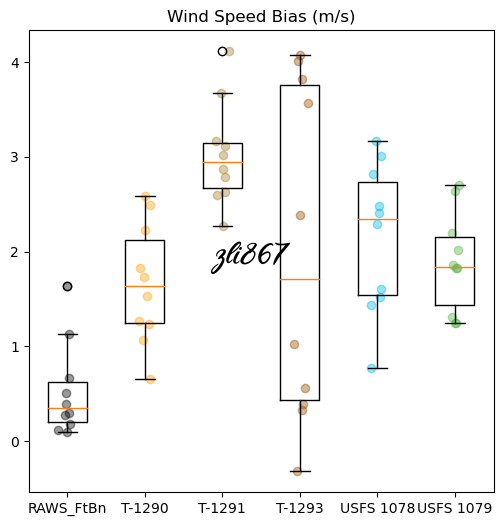 Wind Speed Bias (m/s)
4
3
2
1
0
zli867
RAWS_FtBn T-1290 T-1291 T-1293 USFS 1078 USFS 1079